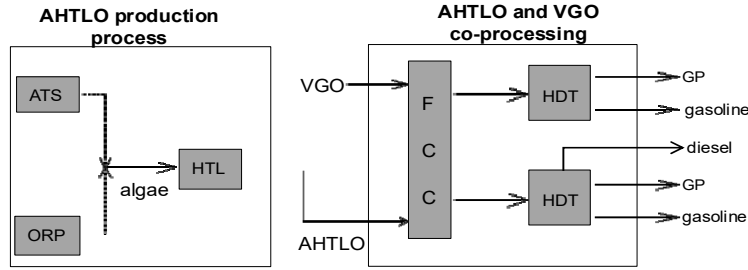 AHTLO production
process
AHTLO and VGO
co-processing
ATS
HTL
algae
ORP
VGO
AHTLO
F
C
C
HDT
GP
gasoline
diesel
HDT
GP
gasoline